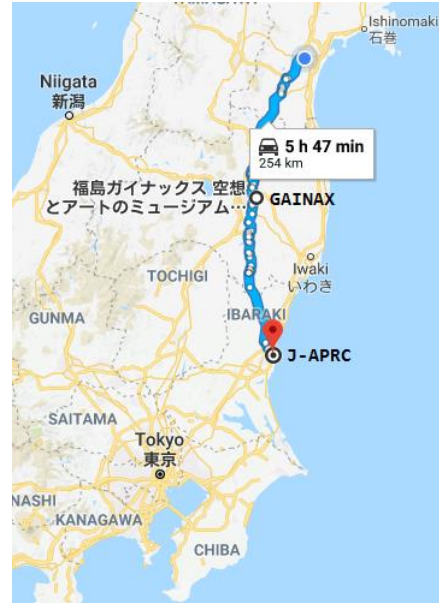 Ishinomaki
石巻
Niigata
新潟
5 h 47 min
254 km
福島ガイナックス 空想
とアートのミュージアム…
GAINAX
TOCHIGI
Iwaki
いわき
GUNMA
IBARAKI
J-APRC
SAITAMA
Tokyo
東京
NASHI
KANAGAWA
CHIBA